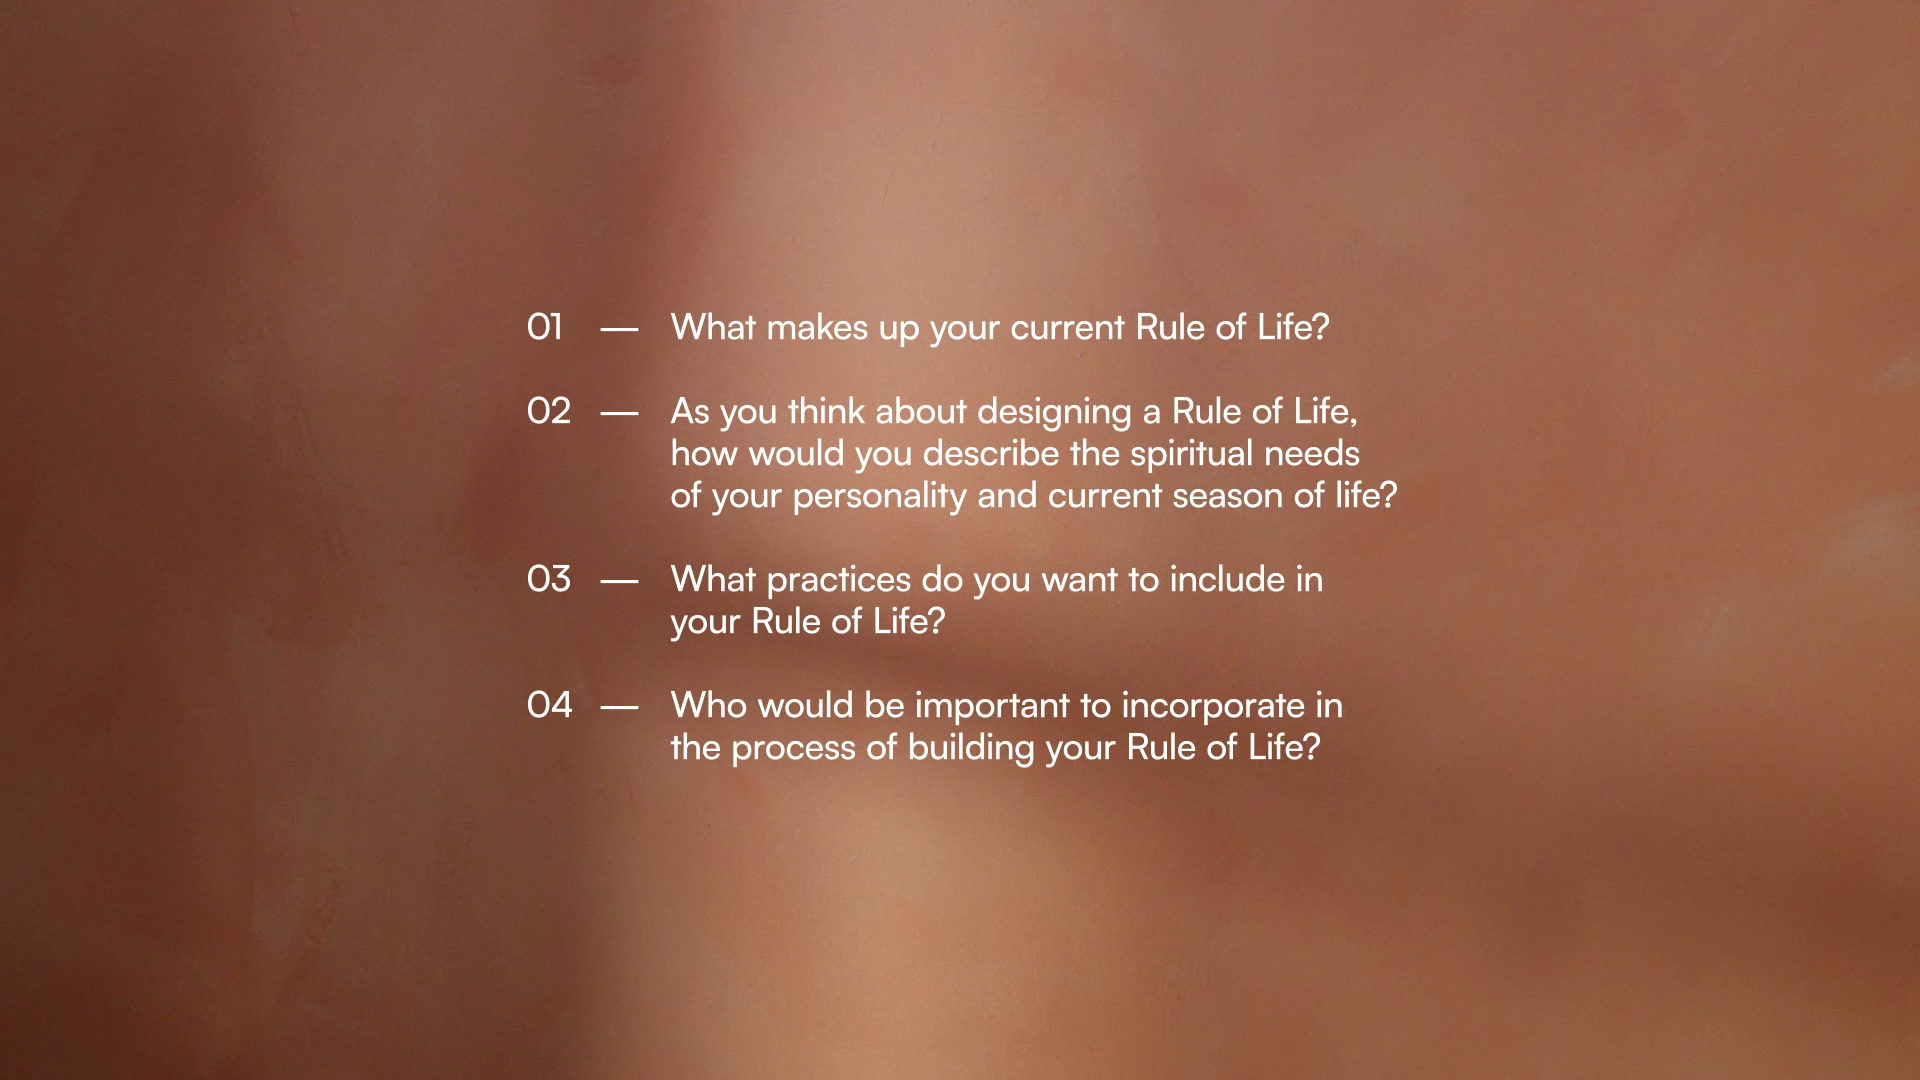 01 — What makes up your current Rule of Life?
02 — As you think about designing a Rule of Life,
how would you describe the spiritual needs
of your personality and current season of life?
03 — What practices do you want to include in
your Rule of Life?
04 — Who would be important to incorporate in
the process of building your Rule of Life?